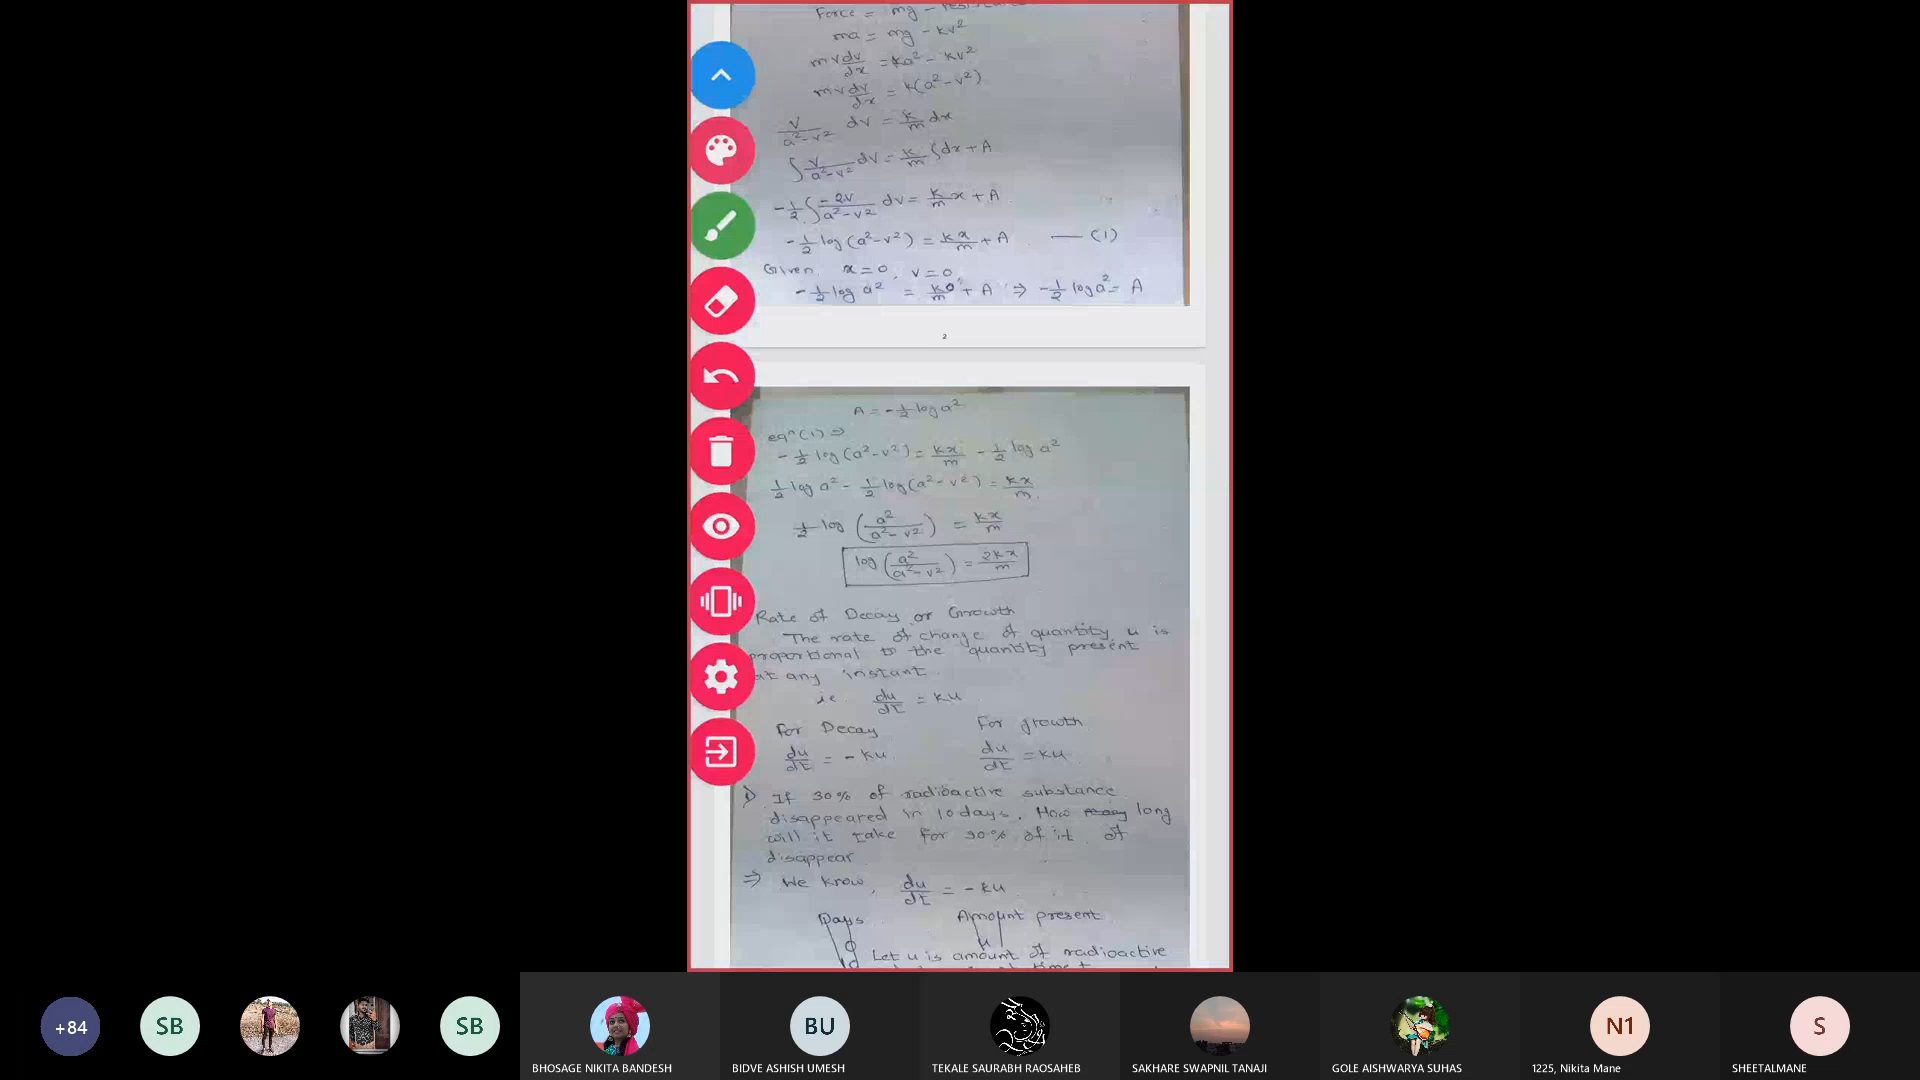 Force = mg - resistance
ma = mg - kv²
mv dv/dx = ka² - kv²
mv dv/dx = k(a² - v²)
v/(a² - v²) dv = k/m dx
∫ v/(a² - v²) dv = k/m ∫dx + A
-1/2 ∫ -2v/(a² - v²) dv = k/m x + A
-1/2 log(a² - v²) = kx/m + A —— (1)
Given x = 0, v = 0,
-1/2 log a² = k0/m + A ⇒ -1/2 log a² = A
2
A = -1/2 log a²
eqⁿ (1) ⇒
-1/2 log(a² - v²) = kx/m - 1/2 log a²
1/2 log a² - 1/2 log(a² - v²) = kx/m
1/2 log (a²/(a² - v²)) = kx/m
log (a²/(a² - v²)) = 2kx/m
Rate of Decay or Growth
The rate of change of quantity u is
proportional to the quantity present
at any instant.
ie du/dt = ku
For Decay For growth
du/dt = -ku du/dt = ku
1) If 30% of radioactive substance
disappeared in 10 days. How many long
will it take for 90% of it of
disappear
⇒ We know, du/dt = -ku
Days Amount present
0
10 Let u is amount of radioactive
time t
+84
SB
SB
BU
N1
S
BHOSAGE NIKITA BANDESH
BIDVE ASHISH UMESH
TEKALE SAURABH RAOSAHEB
SAKHARE SWAPNIL TANAJI
GOLE AISHWARYA SUHAS
1225, Nikita Mane
SHEETALMANE